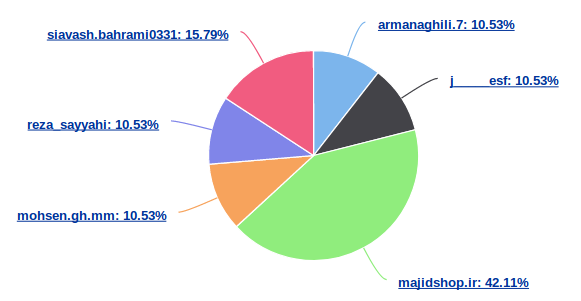 armanaghili.7: 10.53%
siavash.bahrami0331: 15.79%
j_____esf: 10.53%
reza_sayyahi: 10.53%
mohsen.gh.mm: 10.53%
majidshop.ir: 42.11%